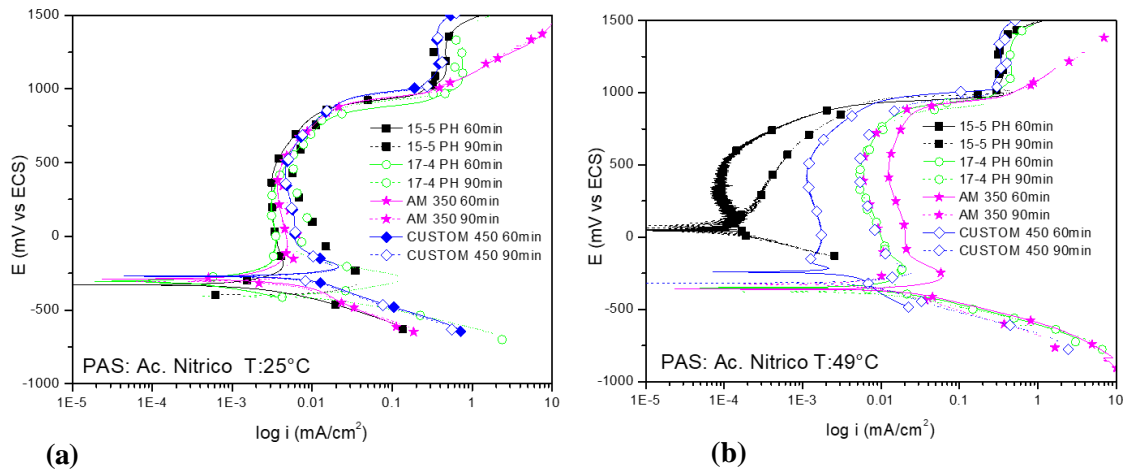 1500
1000
500
0
-500
-1000
E (mV vs ECS)
15-5 PH 60min
15-5 PH 90min
17-4 PH 60min
17-4 PH 90min
AM 350 60min
AM 350 90min
CUSTOM 450 60min
CUSTOM 450 90min
PAS: Ac. Nitrico T:25°C
1E-5 1E-4 1E-3 0.01 0.1 1 10
log i (mA/cm²)
(a)
1500
1000
500
0
-500
-1000
E (mV vs ECS)
15-5 PH 60min
15-5 PH 90min
17-4 PH 60min
17-4 PH 90min
AM 350 60min
AM 350 90min
CUSTOM 450 60min
CUSTOM 450 90min
PAS: Ac. Nitrico T:49°C
1E-5 1E-4 1E-3 0.01 0.1 1 10
log i (mA/cm²)
(b)